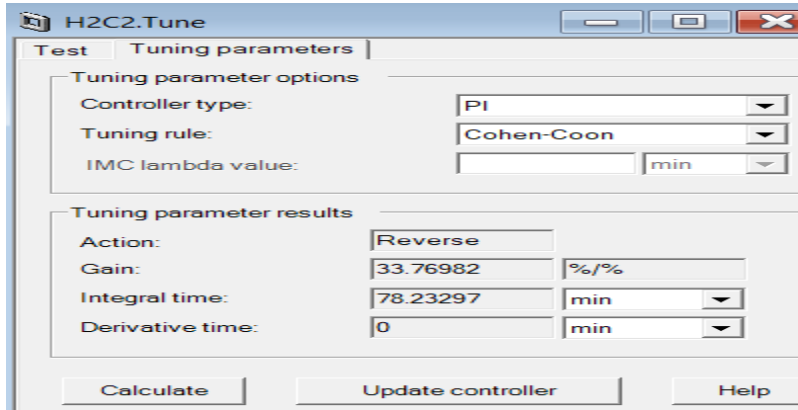 H2C2.Tune
Test Tuning parameters
Tuning parameter options
Controller type: PI
Tuning rule: Cohen-Coon
IMC lambda value: min
Tuning parameter results
Action: Reverse
Gain: 33.76982 %/%
Integral time: 78.23297 min
Derivative time: 0 min
Calculate Update controller Help